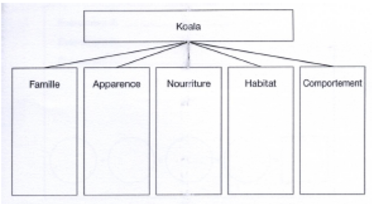 Koala
Famille
Apparence
Nourriture
Habitat
Comportement